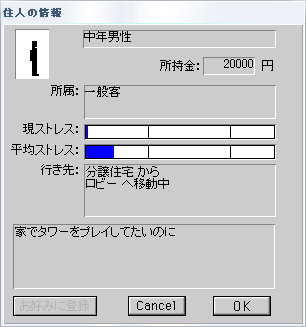 住人の情報
中年男性
所持金: 20000 円
所属: 一般客
現ストレス:
平均ストレス:
行き先: 分譲住宅 から
ロビー へ移動中
家でタワーをプレイしてたいのに
お好みに登録 Cancel OK